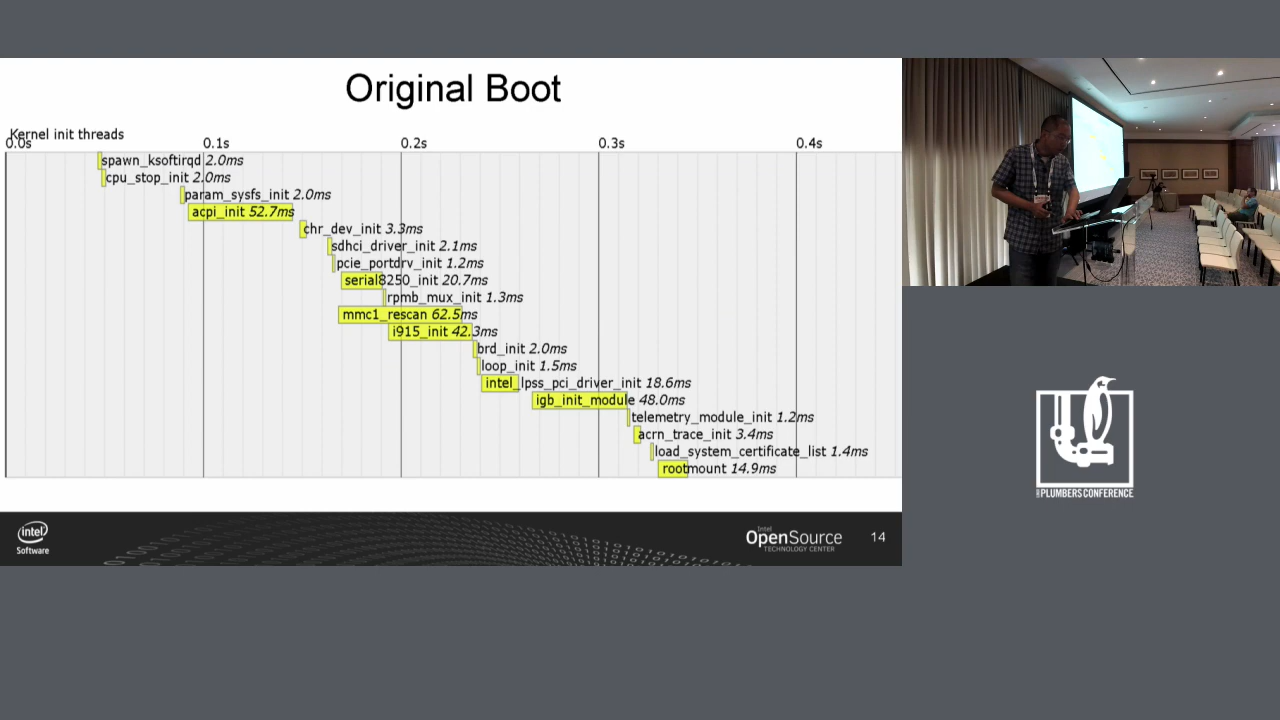 Original Boot
Kernel init threads
0.0s 0.1s 0.2s 0.3s 0.4s
spawn_ksoftirqd 2.0ms
cpu_stop_init 2.0ms
param_sysfs_init 2.0ms
acpi_init 52.7ms
chr_dev_init 3.3ms
sdhci_driver_init 2.1ms
pcie_portdrv_init 1.2ms
serial8250_init 20.7ms
rpmb_mux_init 1.3ms
mmc1_rescan 62.5ms
i915_init 42.3ms
brd_init 2.0ms
loop_init 1.5ms
intel_lpss_pci_driver_init 18.6ms
igb_init_module 48.0ms
telemetry_module_init 1.2ms
acrn_trace_init 3.4ms
load_system_certificate_list 1.4ms
rootmount 14.9ms
intel
Software
Intel
OpenSource
TECHNOLOGY CENTER
14
PLUMBERS CONFERENCE